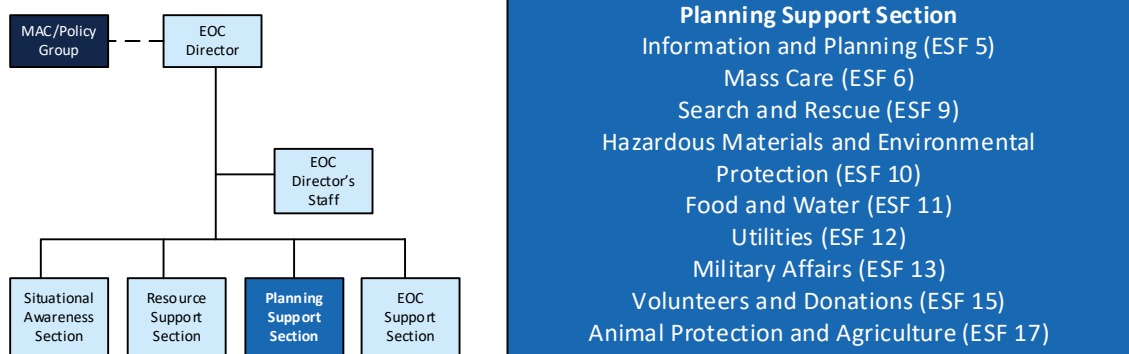 MAC/Policy
Group
EOC
Director
EOC
Director's
Staff
Situational
Awareness
Section
Resource
Support
Section
Planning
Support
Section
EOC
Support
Section
Planning Support Section
Information and Planning (ESF 5)
Mass Care (ESF 6)
Search and Rescue (ESF 9)
Hazardous Materials and Environmental
Protection (ESF 10)
Food and Water (ESF 11)
Utilities (ESF 12)
Military Affairs (ESF 13)
Volunteers and Donations (ESF 15)
Animal Protection and Agriculture (ESF 17)